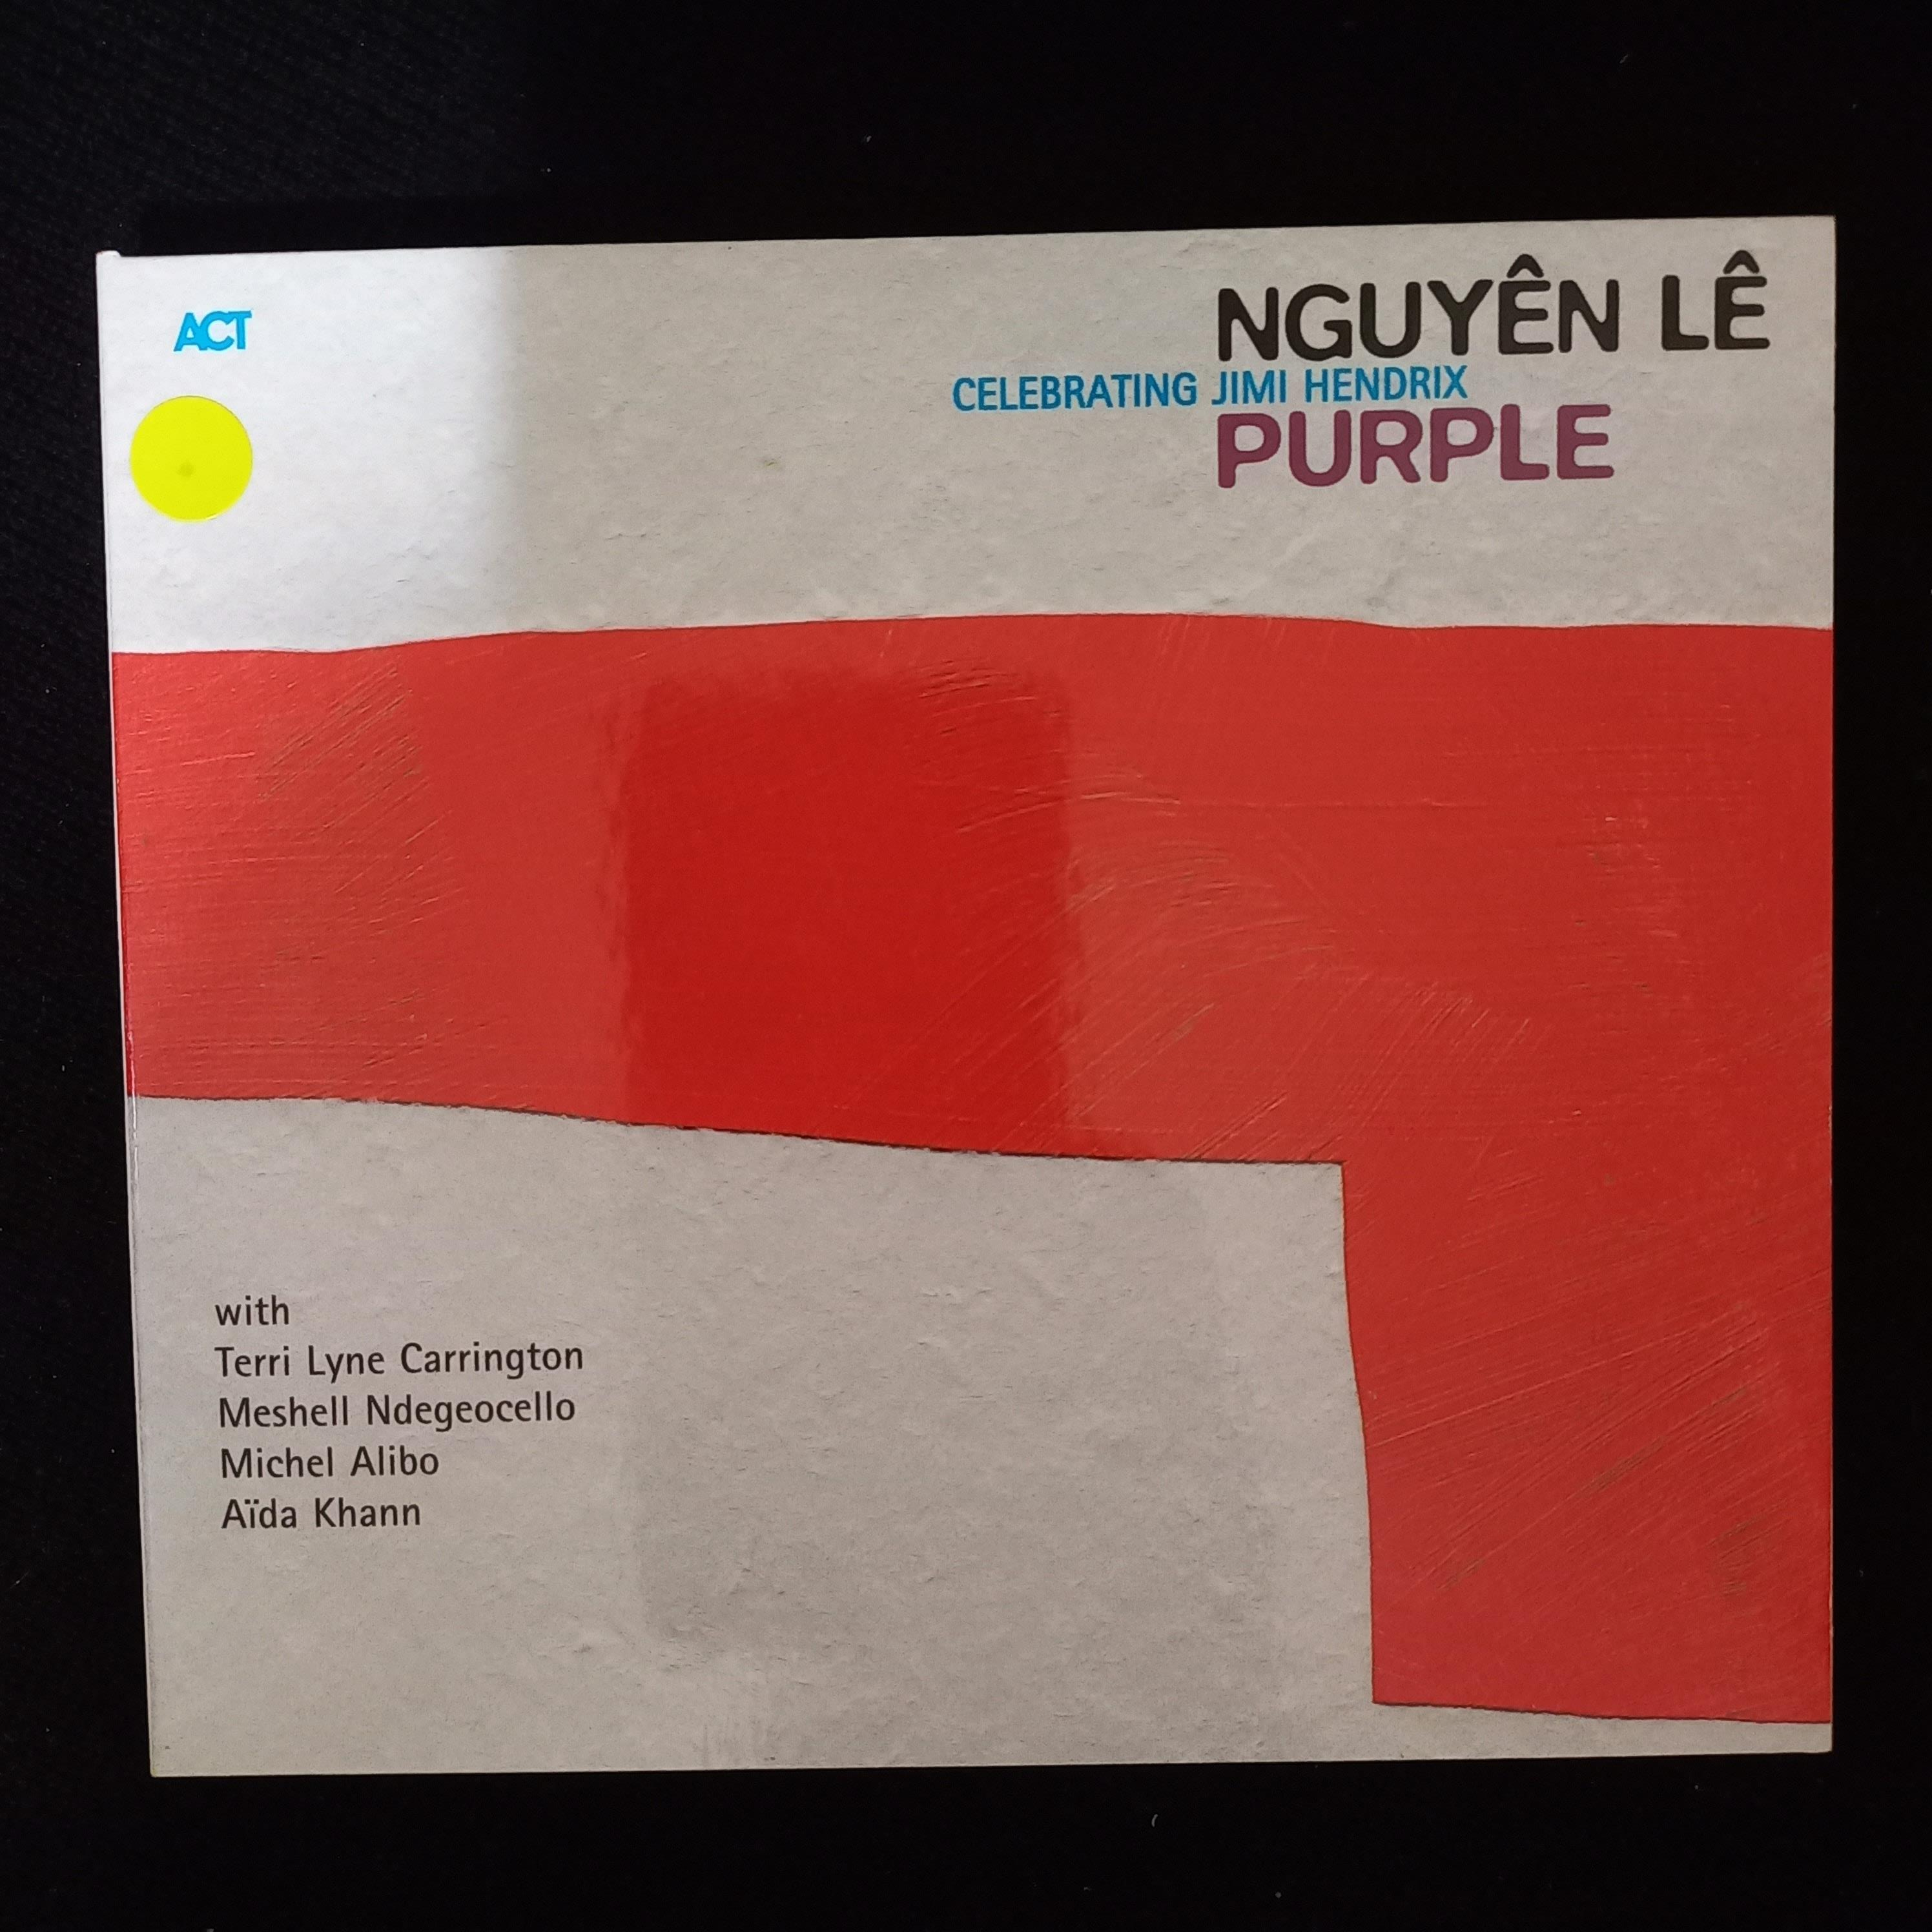 ACT
NGUYÊN LÊ
CELEBRATING JIMI HENDRIX
PURPLE
with
Terri Lyne Carrington
Meshell Ndegeocello
Michel Alibo
Aïda Khann